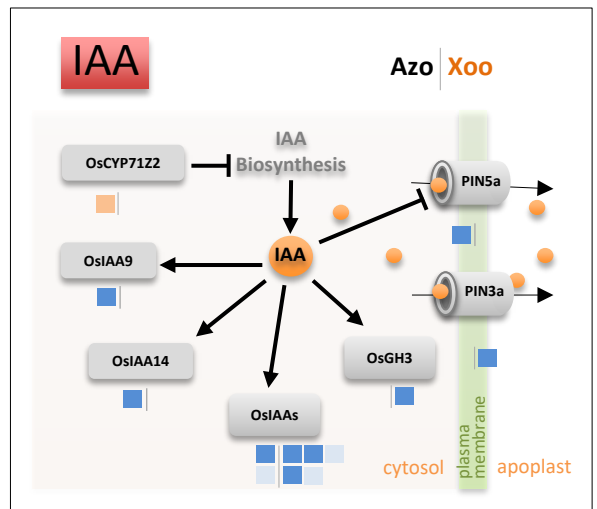 IAA
Azo Xoo
IAA
Biosynthesis
OsCYP71Z2
PIN5a
IAA
OsIAA9
PIN3a
OsIAA14
OsGH3
OsIAAs
cytosol
plasma
membrane
apoplast